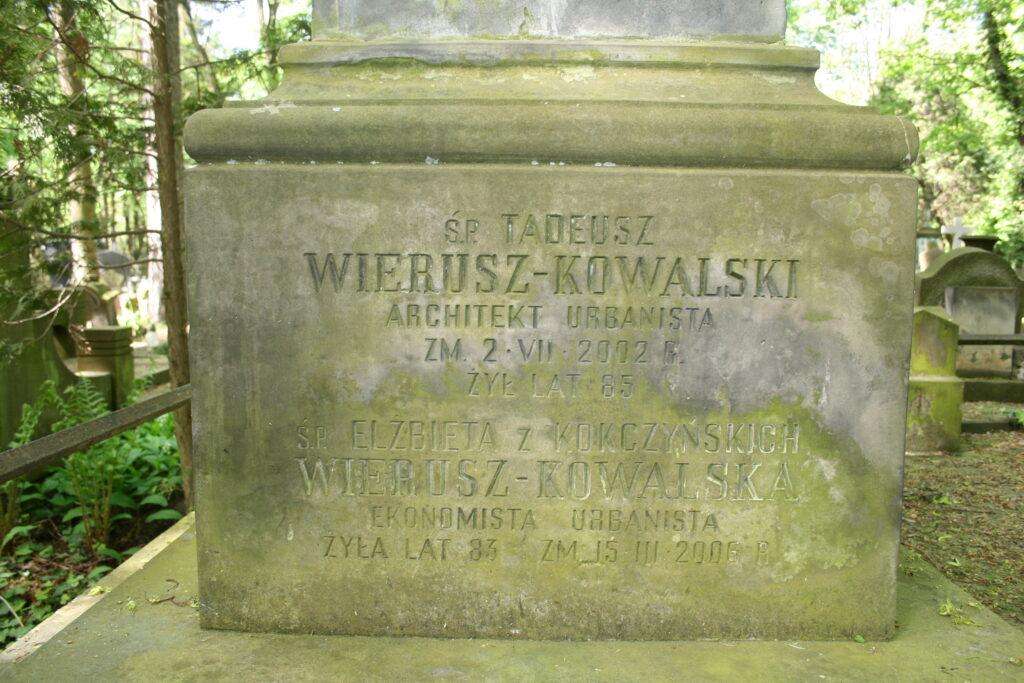 Ś.P. TADEUSZ
WIERUSZ-KOWALSKI
ARCHITEKT URBANISTA
ZM. 2·VII·2002 R.
ŻYŁ LAT 85
Ś.P. ELŻBIETA Z KOKCZYŃSKICH
WIERUSZ-KOWALSKA
EKONOMISTA URBANISTA
ŻYŁA LAT 83 ZM. 15 III·2006 R.